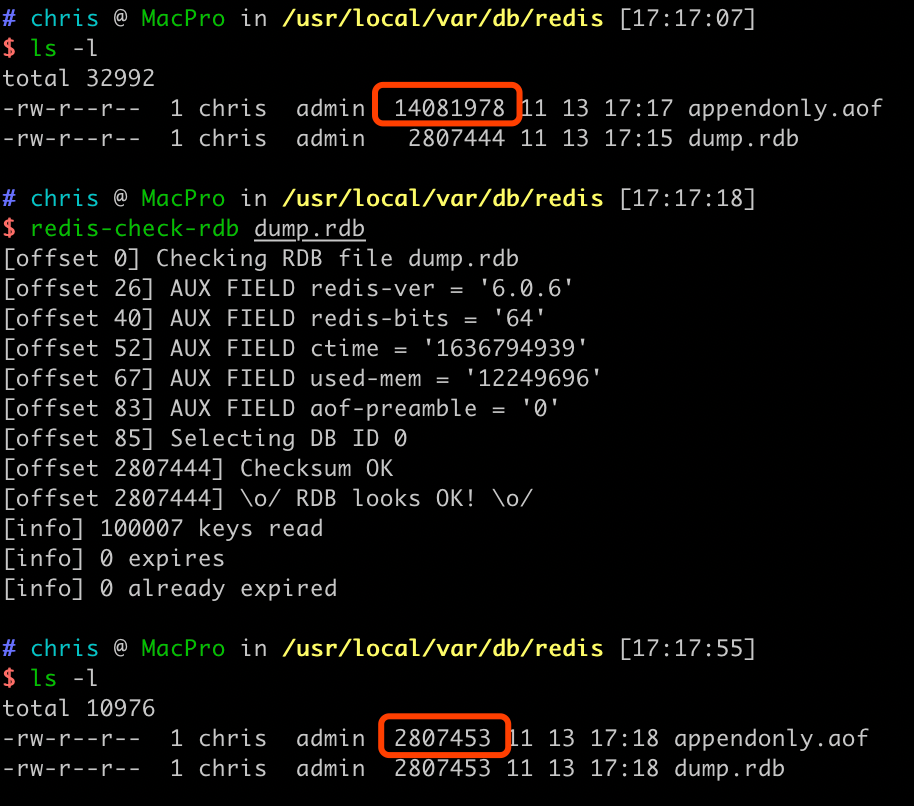 # chris @ MacPro in /usr/local/var/db/redis [17:17:07]
$ ls -l
total 32992
-rw-r--r--  1 chris  admin  14081978 11 13 17:17 appendonly.aof
-rw-r--r--  1 chris  admin   2807444 11 13 17:15 dump.rdb
# chris @ MacPro in /usr/local/var/db/redis [17:17:18]
$ redis-check-rdb dump.rdb
[offset 0] Checking RDB file dump.rdb
[offset 26] AUX FIELD redis-ver = '6.0.6'
[offset 40] AUX FIELD redis-bits = '64'
[offset 52] AUX FIELD ctime = '1636794939'
[offset 67] AUX FIELD used-mem = '12249696'
[offset 83] AUX FIELD aof-preamble = '0'
[offset 85] Selecting DB ID 0
[offset 2807444] Checksum OK
[offset 2807444] \o/ RDB looks OK! \o/
[info] 100007 keys read
[info] 0 expires
[info] 0 already expired
# chris @ MacPro in /usr/local/var/db/redis [17:17:55]
$ ls -l
total 10976
-rw-r--r--  1 chris  admin  2807453 11 13 17:18 appendonly.aof
-rw-r--r--  1 chris  admin  2807453 11 13 17:18 dump.rdb